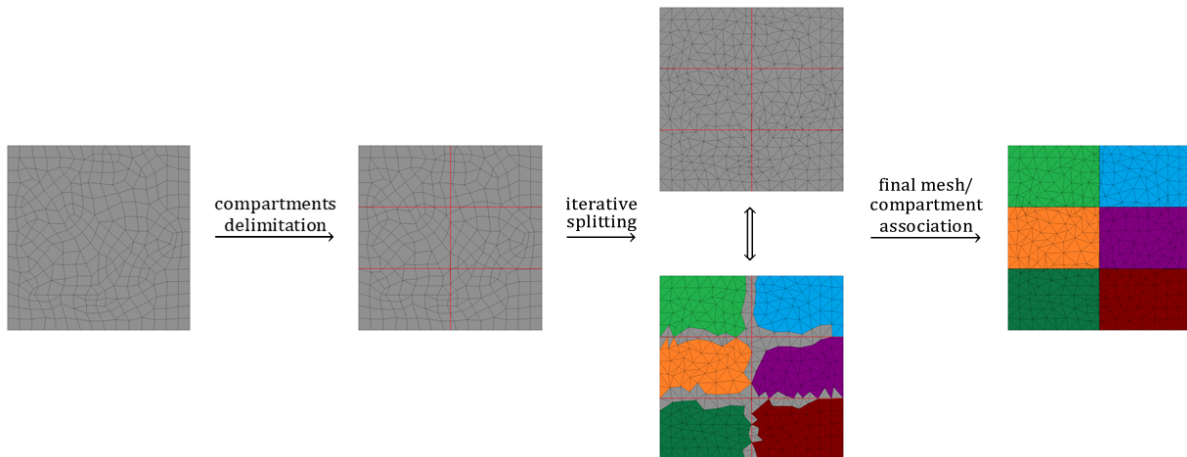 compartments
delimitation
iterative
splitting
final mesh/
compartment
association